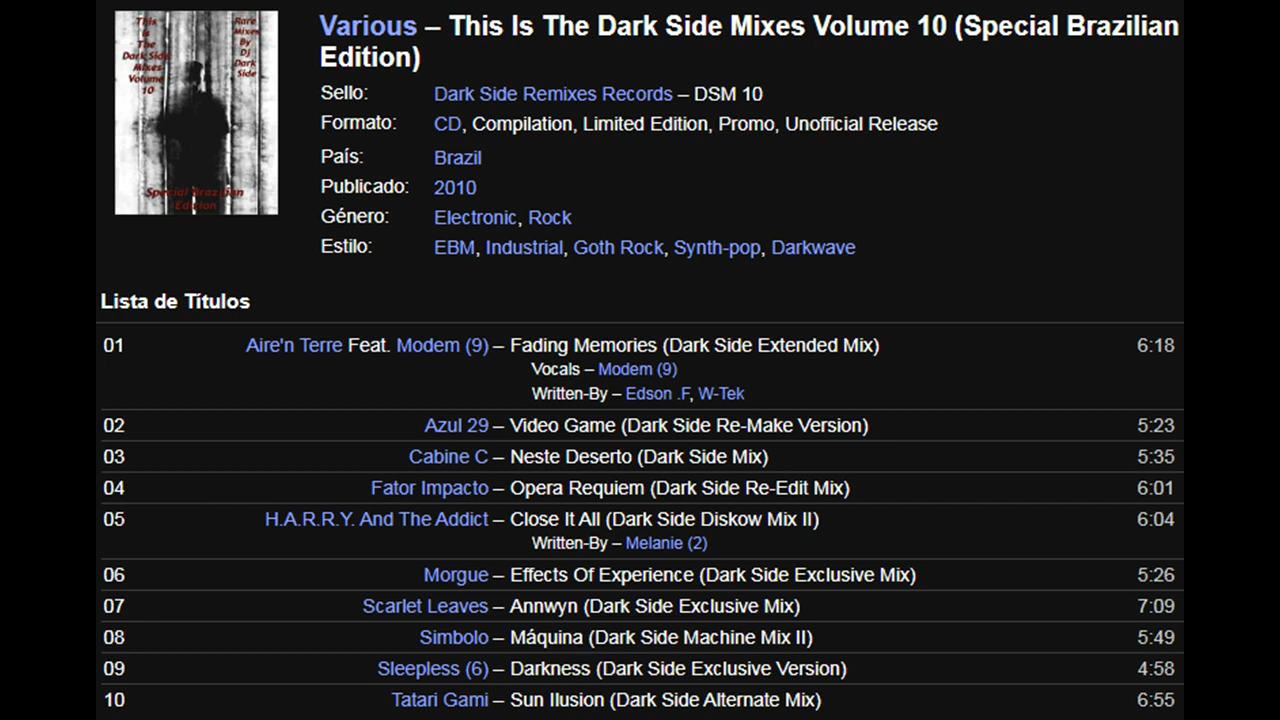 This
Is
The
Dark Side
Mixes
Volume
10
Rare
Mixes
By
Dj
Dark
Side
Special Brazilian
Edition
Various – This Is The Dark Side Mixes Volume 10 (Special Brazilian
Edition)
Sello: Dark Side Remixes Records – DSM 10
Formato: CD, Compilation, Limited Edition, Promo, Unofficial Release
País: Brazil
Publicado: 2010
Género: Electronic, Rock
Estilo: EBM, Industrial, Goth Rock, Synth-pop, Darkwave
Lista de Títulos
01 Aire'n Terre Feat. Modem (9) – Fading Memories (Dark Side Extended Mix) 6:18
Vocals – Modem (9)
Written-By – Edson .F, W-Tek
02 Azul 29 – Video Game (Dark Side Re-Make Version) 5:23
03 Cabine C – Neste Deserto (Dark Side Mix) 5:35
04 Fator Impacto – Opera Requiem (Dark Side Re-Edit Mix) 6:01
05 H.A.R.R.Y. And The Addict – Close It All (Dark Side Diskow Mix II) 6:04
Written-By – Melanie (2)
06 Morgue – Effects Of Experience (Dark Side Exclusive Mix) 5:26
07 Scarlet Leaves – Annwyn (Dark Side Exclusive Mix) 7:09
08 Simbolo – Máquina (Dark Side Machine Mix II) 5:49
09 Sleepless (6) – Darkness (Dark Side Exclusive Version) 4:58
10 Tatari Gami – Sun Ilusion (Dark Side Alternate Mix) 6:55